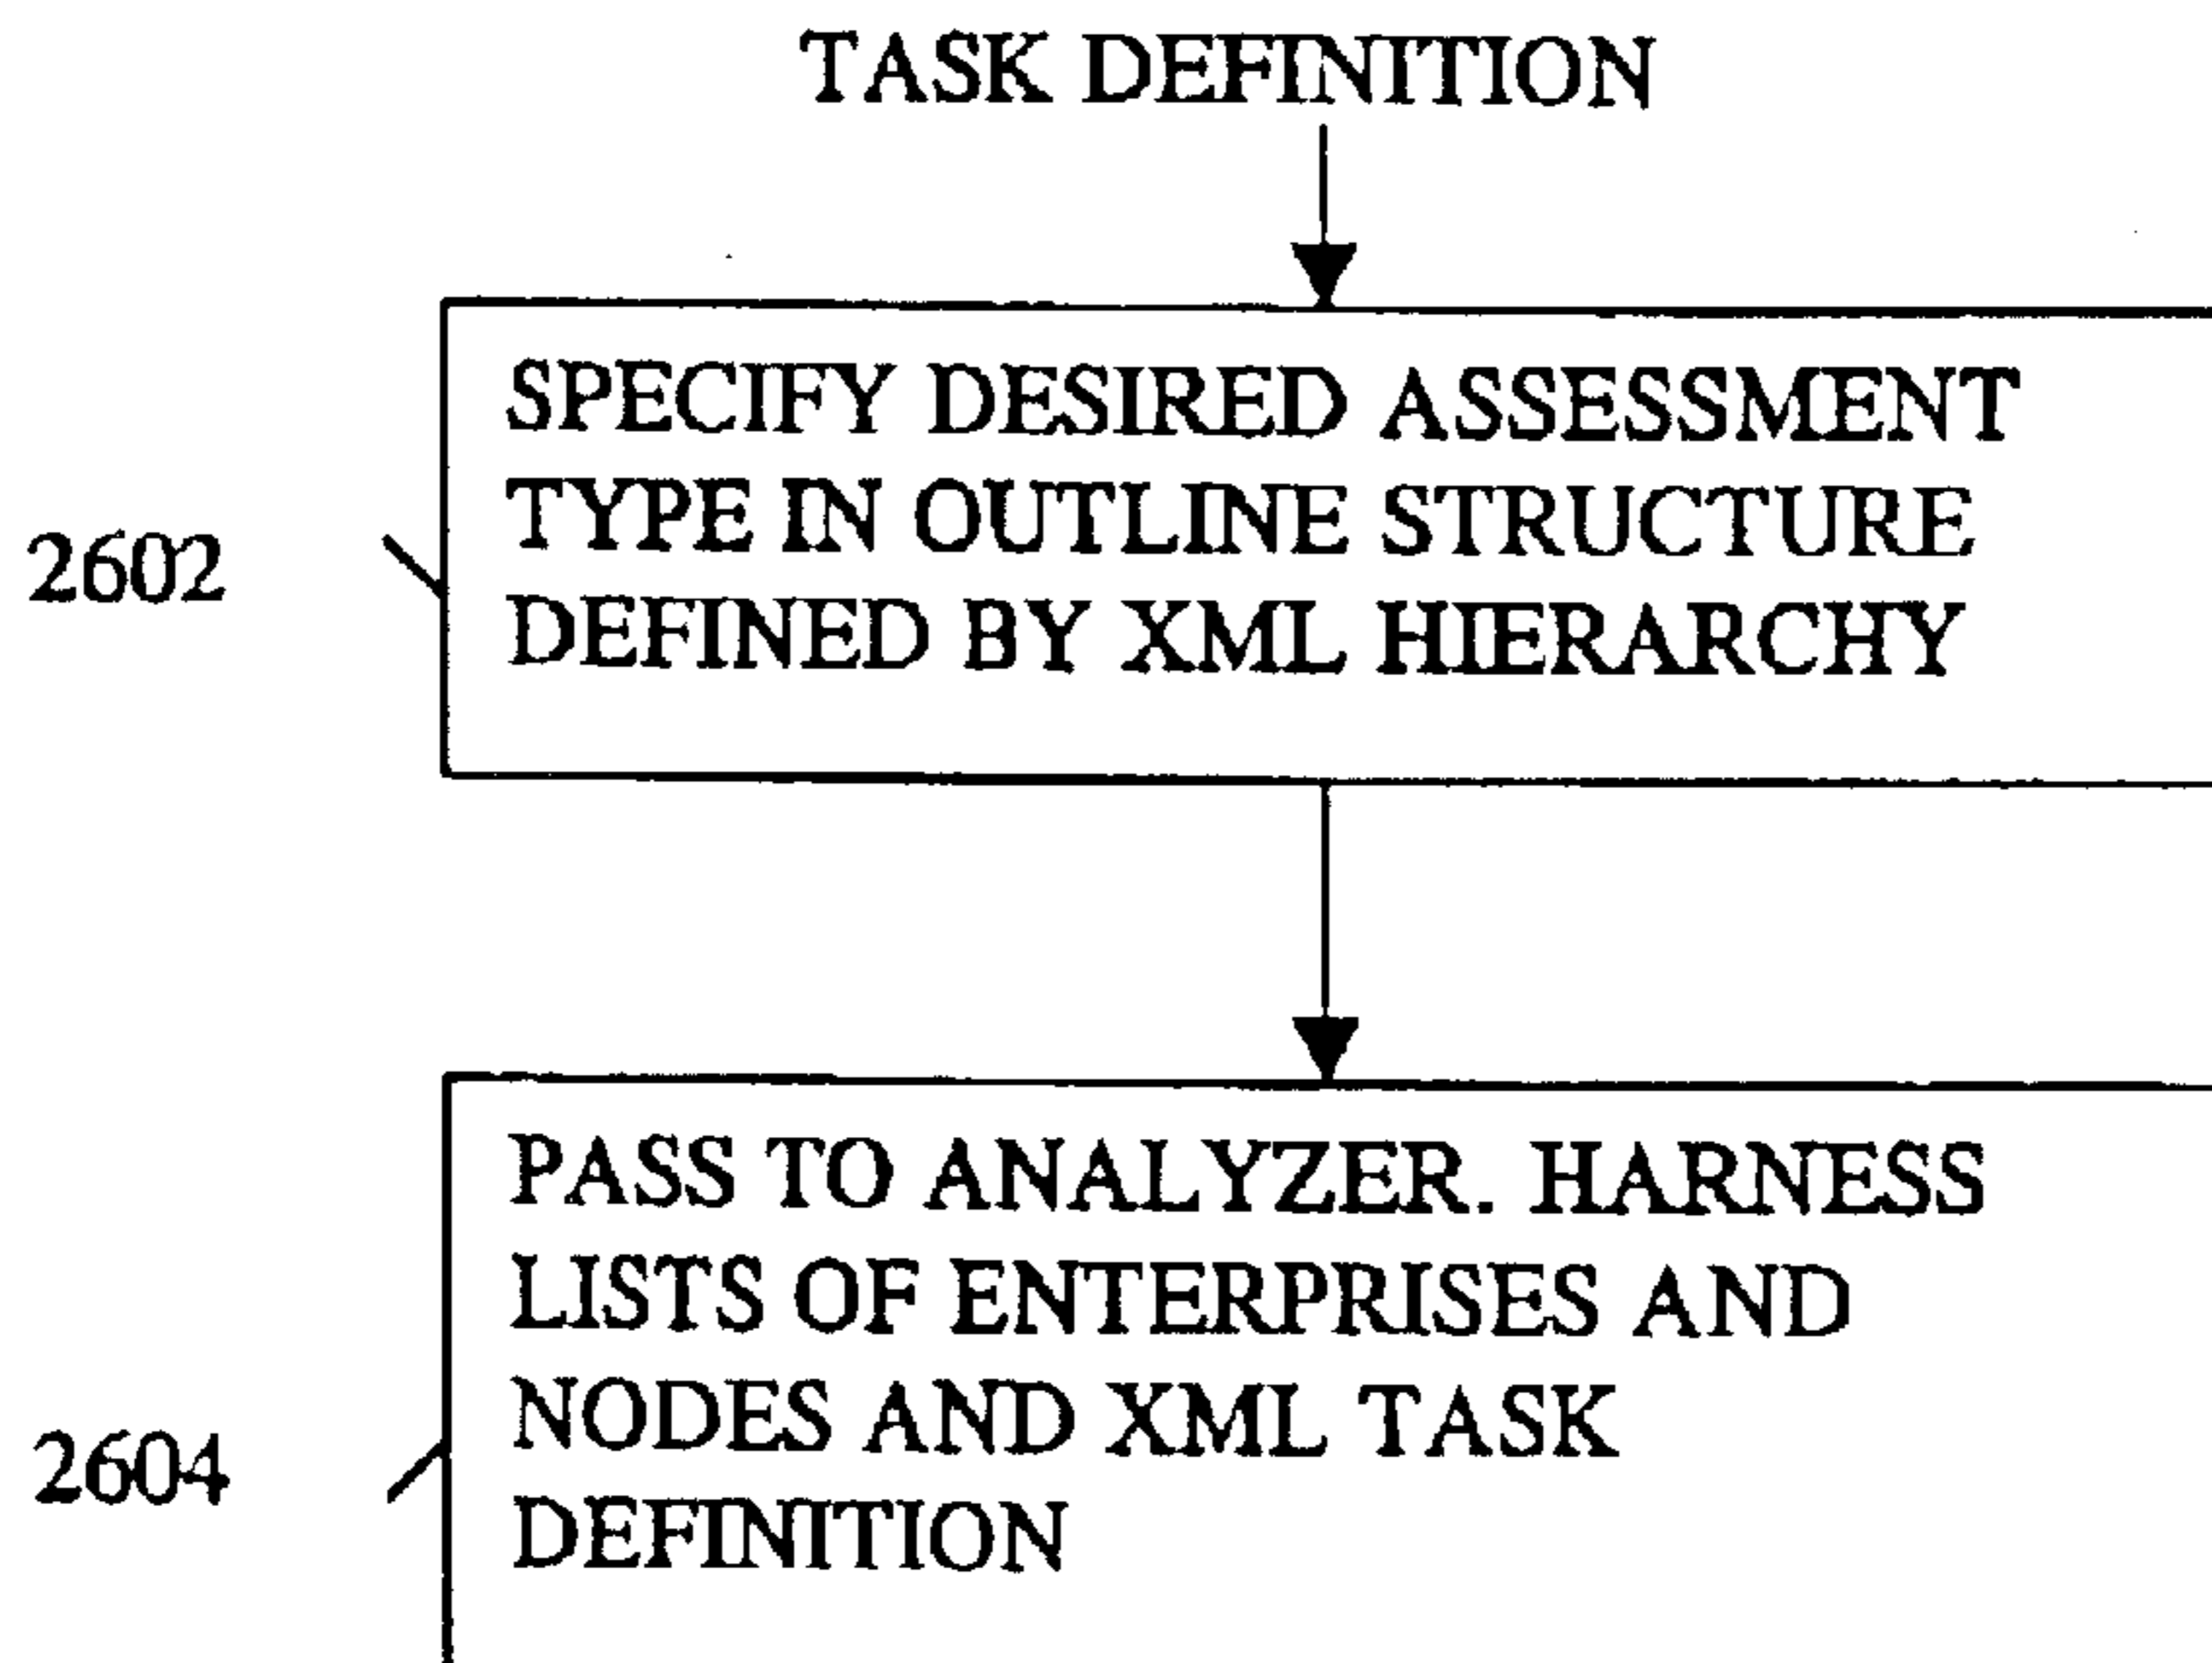 TASK DEFINITION
SPECIFY DESIRED ASSESSMENT
TYPE IN OUTLINE STRUCTURE
DEFINED BY XML HIERARCHY
2602
PASS TO ANALYZER. HARNESS
LISTS OF ENTERPRISES AND
NODES AND XML TASK
DEFINITION
2604